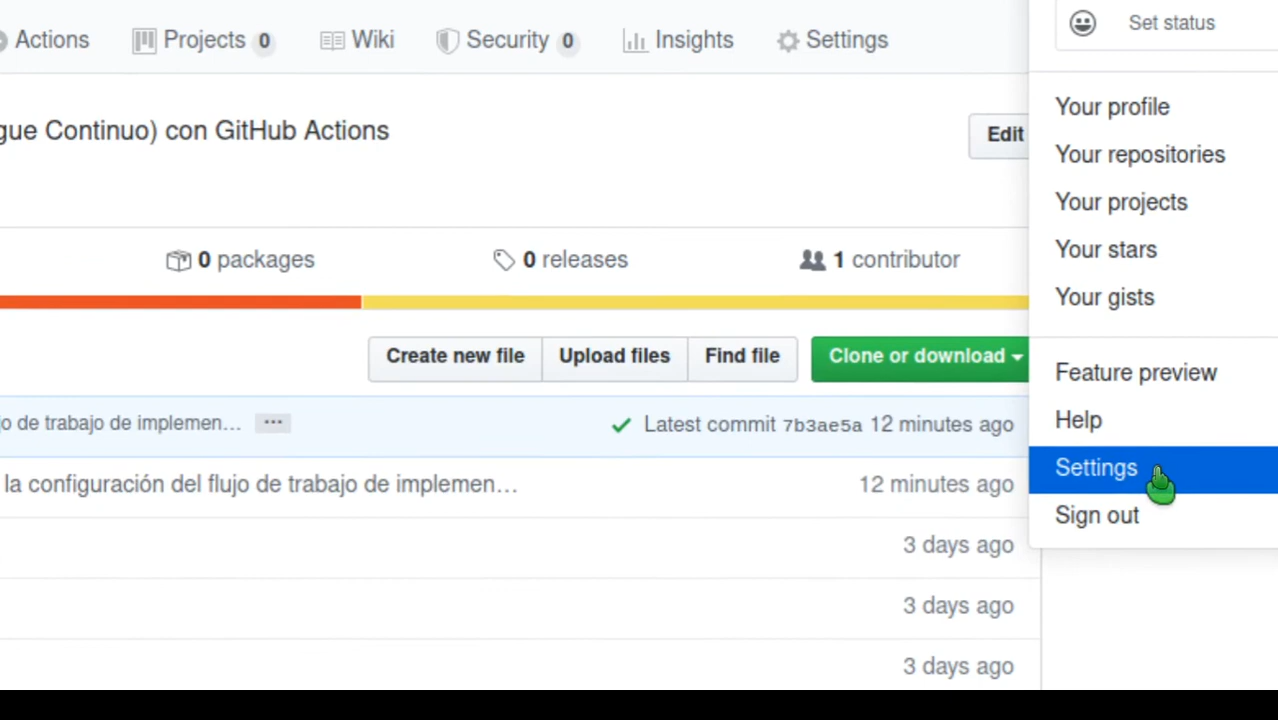 Actions Projects 0 Wiki Security 0 Insights Settings
gue Continuo) con GitHub Actions
Edit
0 packages 0 releases 1 contributor
Create new file Upload files Find file Clone or download
o de trabajo de implemen… ... Latest commit 7b3ae5a 12 minutes ago
la configuración del flujo de trabajo de implemen… 12 minutes ago
3 days ago
3 days ago
3 days ago
Set status
Your profile
Your repositories
Your projects
Your stars
Your gists
Feature preview
Help
Settings
Sign out